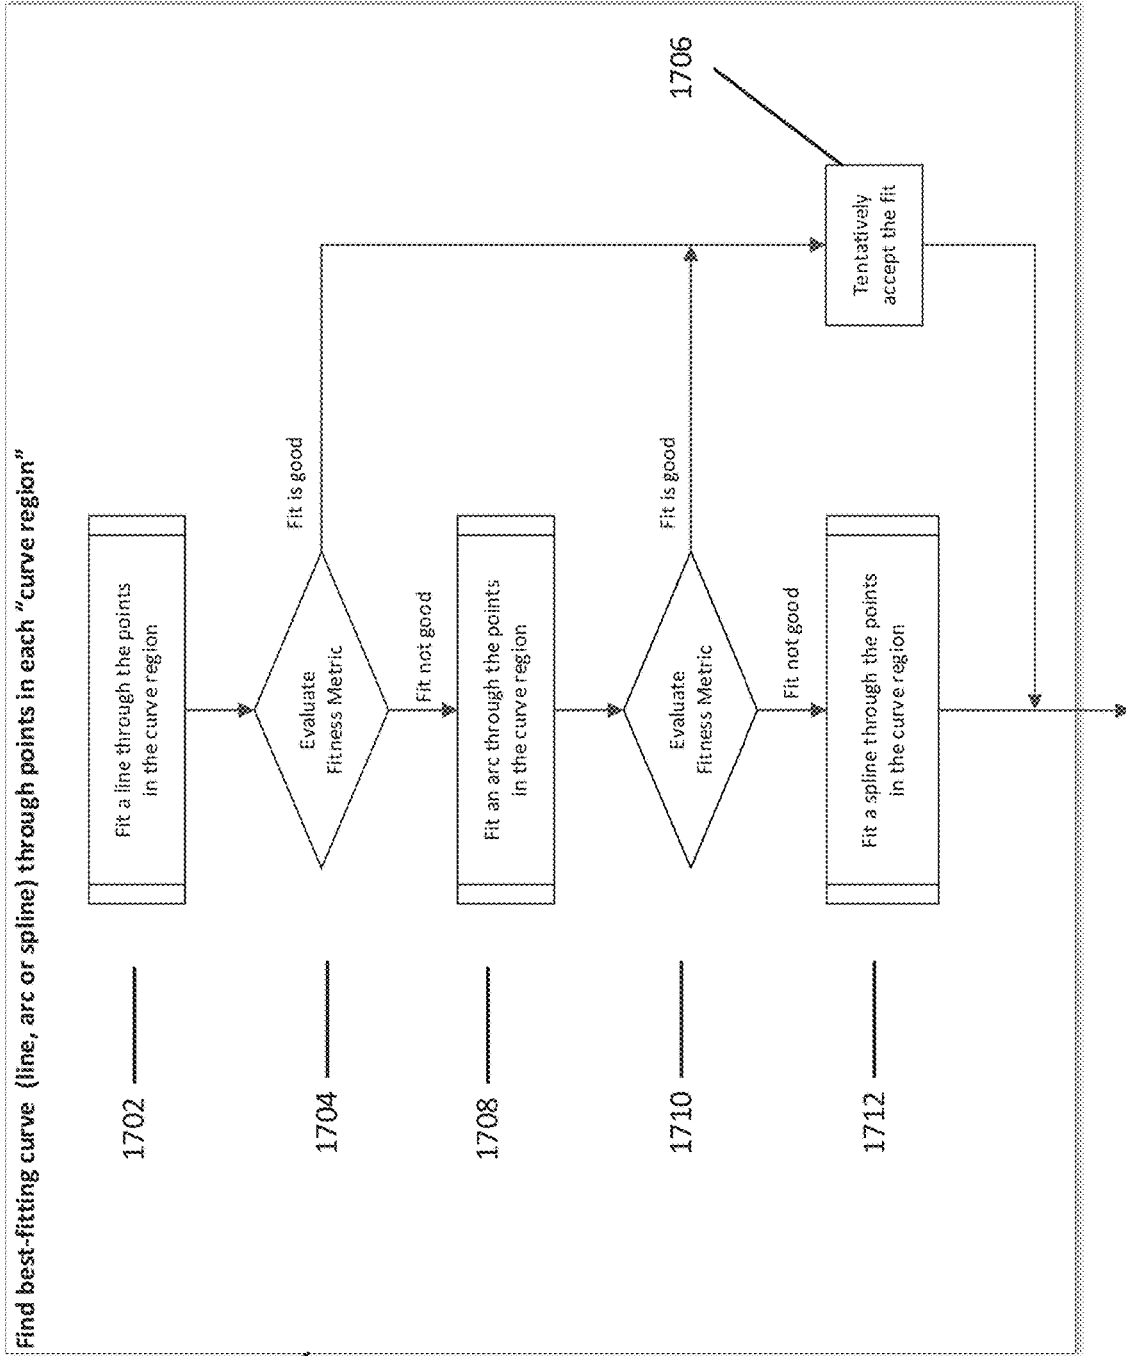 Find best-fitting curve (line, arc or spline) through points in each "curve region"
1702
Fit a line through the points
in the curve region
1704
Evaluate
Fitness Metric
Fit is good
Fit not good
1708
Fit an arc through the points
in the curve region
1710
Evaluate
Fitness Metric
Fit is good
Fit not good
1712
Fit a spline through the points
in the curve region
1706
Tentatively
accept the fit